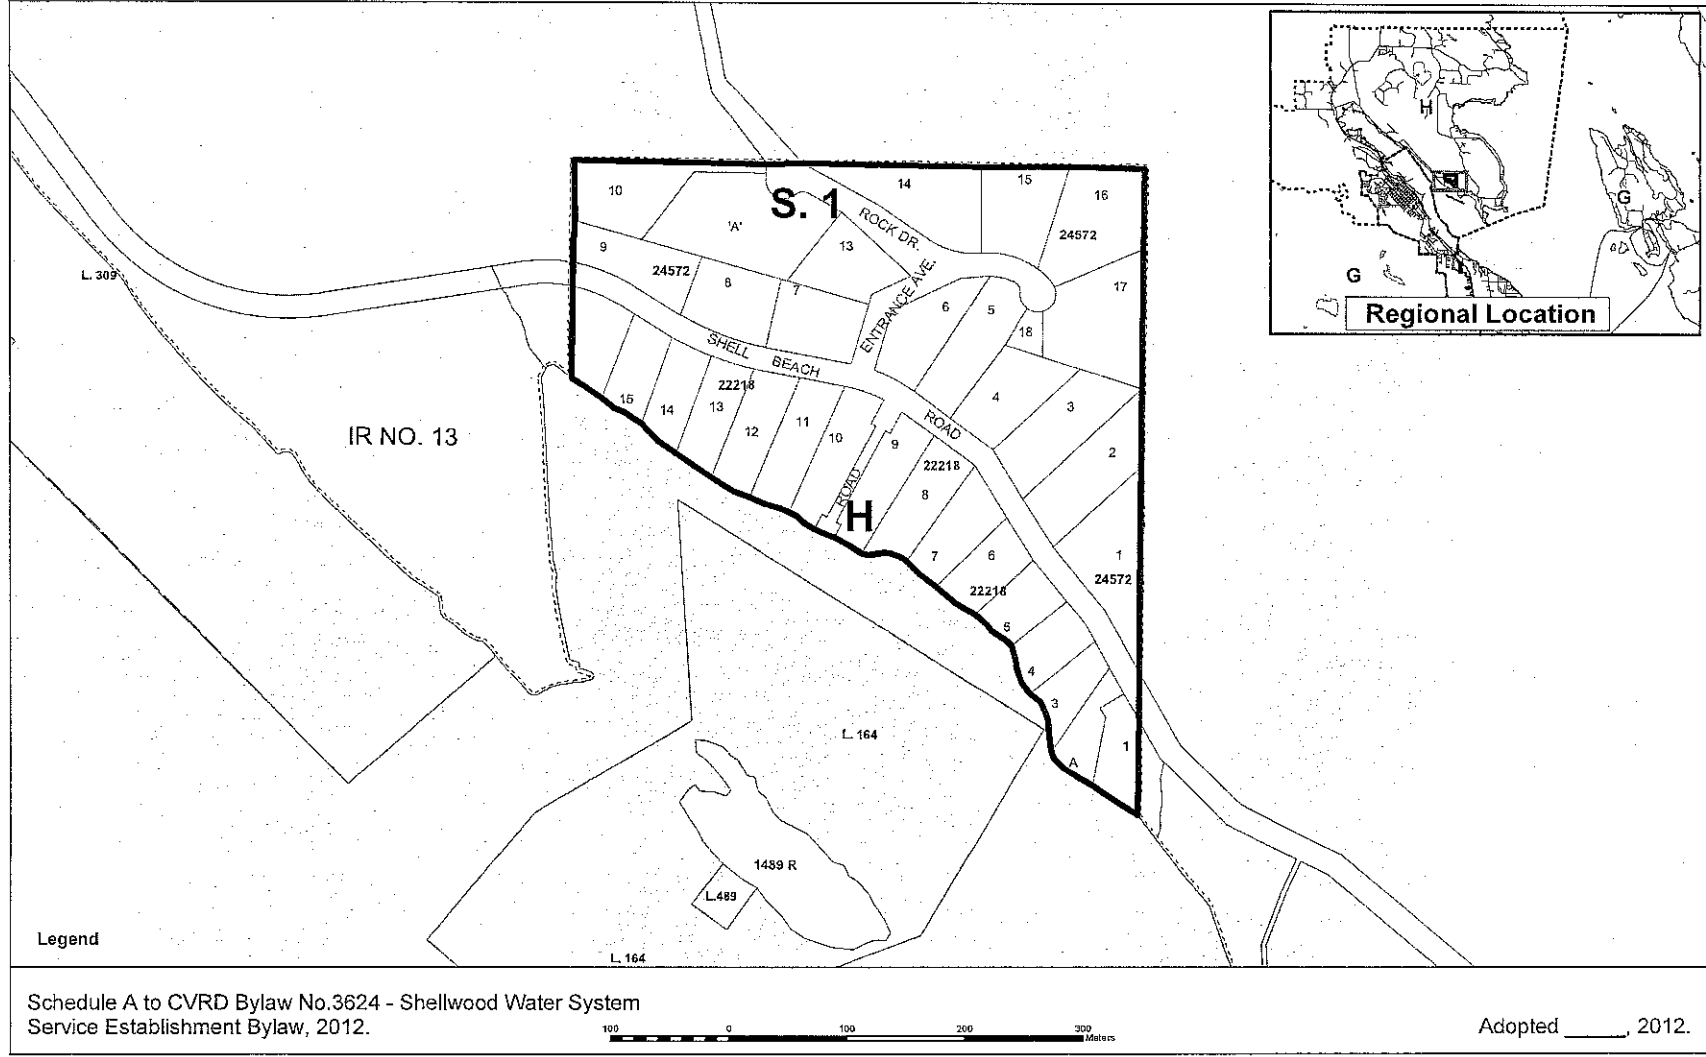 H
G
G
Regional Location
10
S. 1
14
15
16
'A'
13
ROCK DR.
24572
9
24572
8
7
ENTRANCE AVE.
17
L. 309
6
5
18
SHELL BEACH ROAD
22218
4
3
2
15
14
13
12
11
10
9
ROAD
22218
8
IR NO. 13
H
7
6
22218
5
1
24572
4
3
A
1
L. 164
1489 R
L.489
L. 164
Legend
Schedule A to CVRD Bylaw No.3624 - Shellwood Water System
Service Establishment Bylaw, 2012.
100 0 100 200 300
Meters
Adopted ______, 2012.